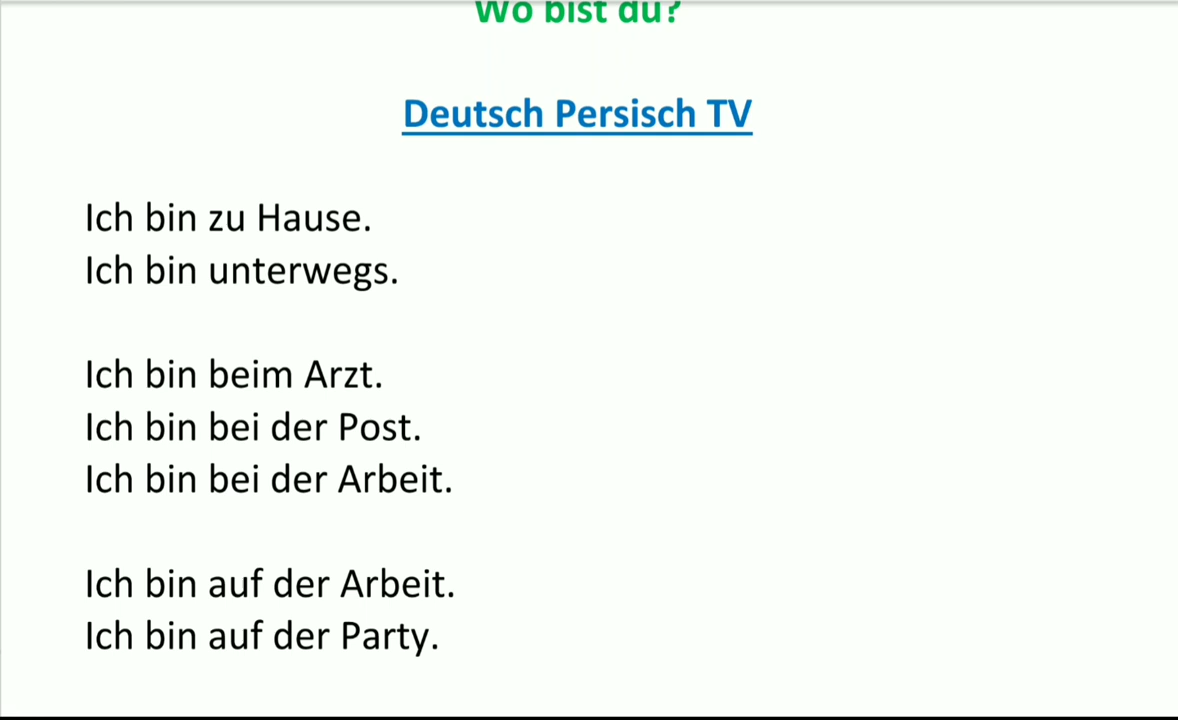 Wo bist du?
Deutsch Persisch TV
Ich bin zu Hause.
Ich bin unterwegs.
Ich bin beim Arzt.
Ich bin bei der Post.
Ich bin bei der Arbeit.
Ich bin auf der Arbeit.
Ich bin auf der Party.